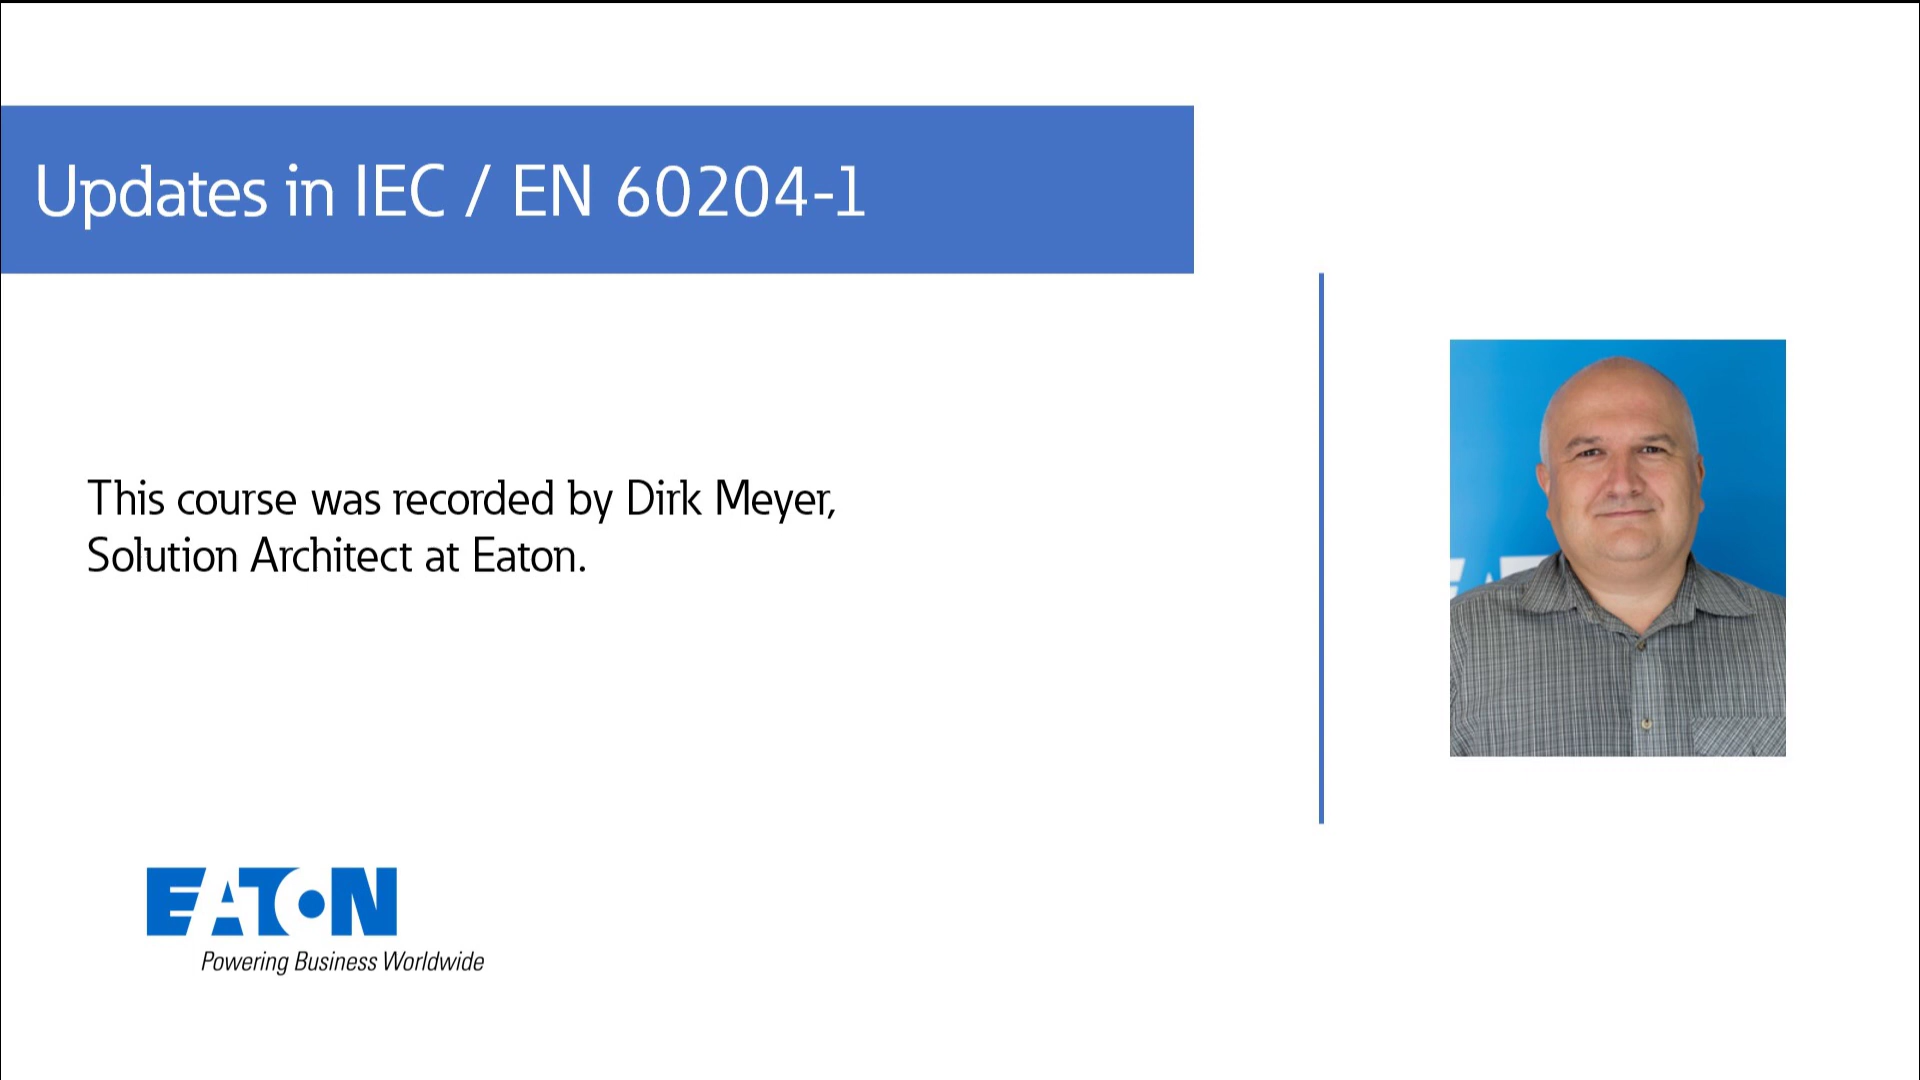 Updates in IEC / EN 60204-1
This course was recorded by Dirk Meyer,
Solution Architect at Eaton.
EATON
Powering Business Worldwide